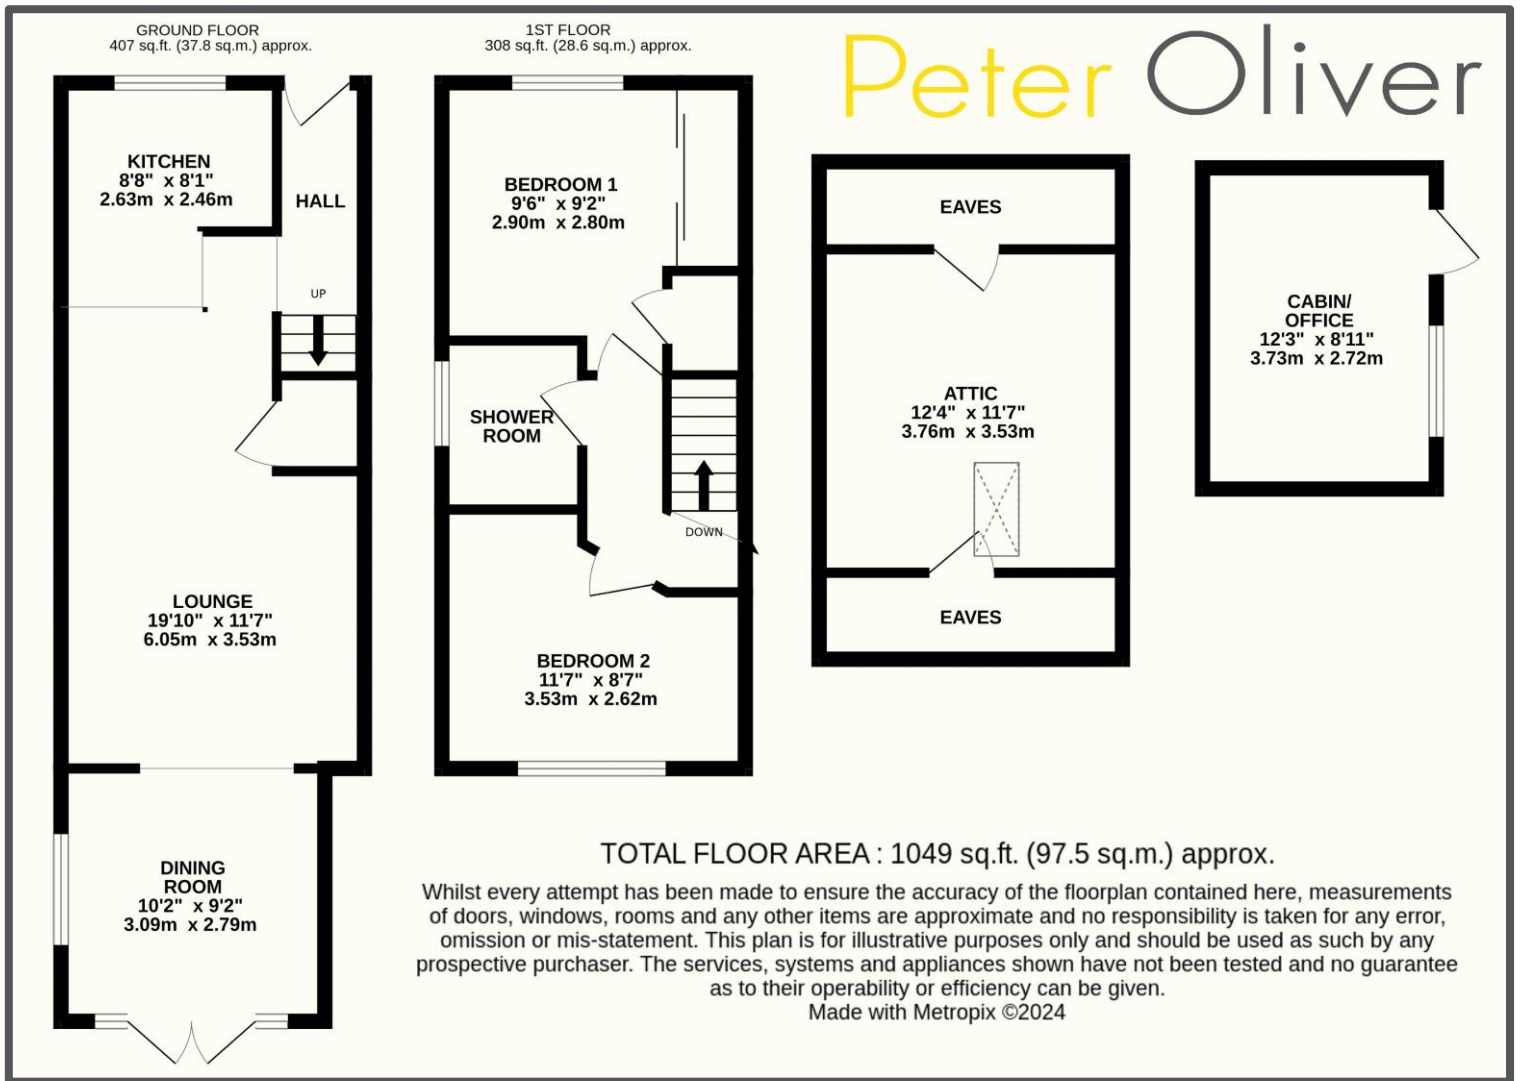 GROUND FLOOR
407 sq.ft. (37.8 sq.m.) approx.
1ST FLOOR
308 sq.ft. (28.6 sq.m.) approx.
Peter Oliver
KITCHEN
8'8" x 8'1"
2.63m x 2.46m
HALL
UP
LOUNGE
19'10" x 11'7"
6.05m x 3.53m
DINING
ROOM
10'2" x 9'2"
3.09m x 2.79m
BEDROOM 1
9'6" x 9'2"
2.90m x 2.80m
SHOWER
ROOM
DOWN
BEDROOM 2
11'7" x 8'7"
3.53m x 2.62m
EAVES
ATTIC
12'4" x 11'7"
3.76m x 3.53m
EAVES
CABIN/
OFFICE
12'3" x 8'11"
3.73m x 2.72m
TOTAL FLOOR AREA : 1049 sq.ft. (97.5 sq.m.) approx.
Whilst every attempt has been made to ensure the accuracy of the floorplan contained here, measurements
of doors, windows, rooms and any other items are approximate and no responsibility is taken for any error,
omission or mis-statement. This plan is for illustrative purposes only and should be used as such by any
prospective purchaser. The services, systems and appliances shown have not been tested and no guarantee
as to their operability or efficiency can be given.
Made with Metropix ©2024